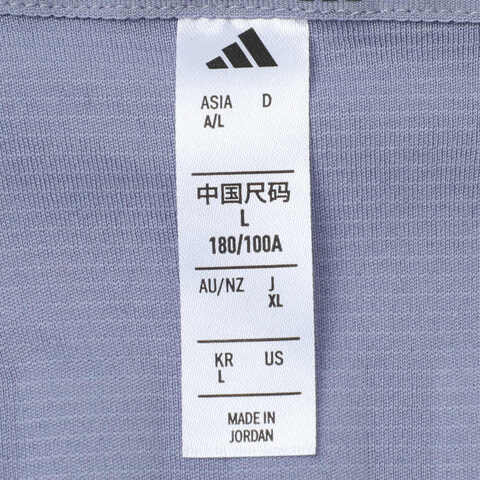 ASIA D
A/L
中国尺码
L
180/100A
AU/NZ J
XL
KR US
L
MADE IN
JORDAN